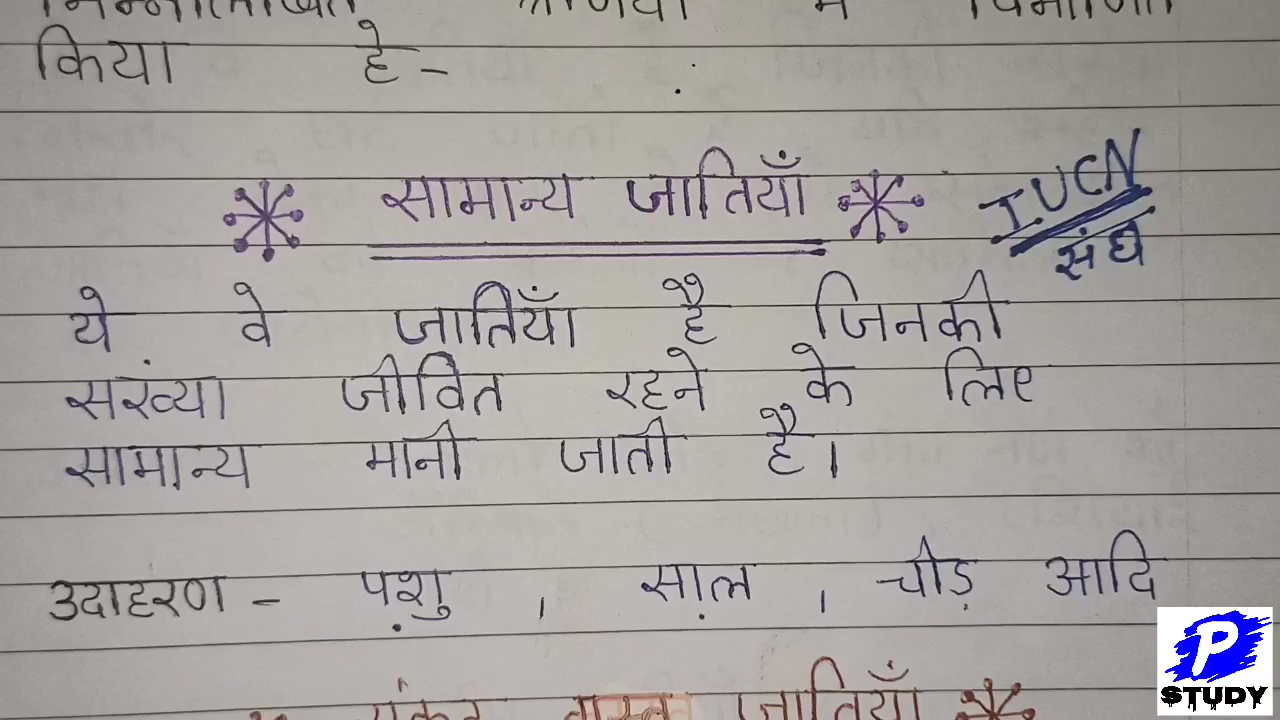 किया है -
सामान्य जातियाँ
IUCN
संघ
ये वे जातियाँ है जिनकी
संख्या जीवित रहने के लिए
सामान्य मानी जाती है।
उदाहरण - पशु , साल , चीड़ आदि
जातियाँ
P
STUDY